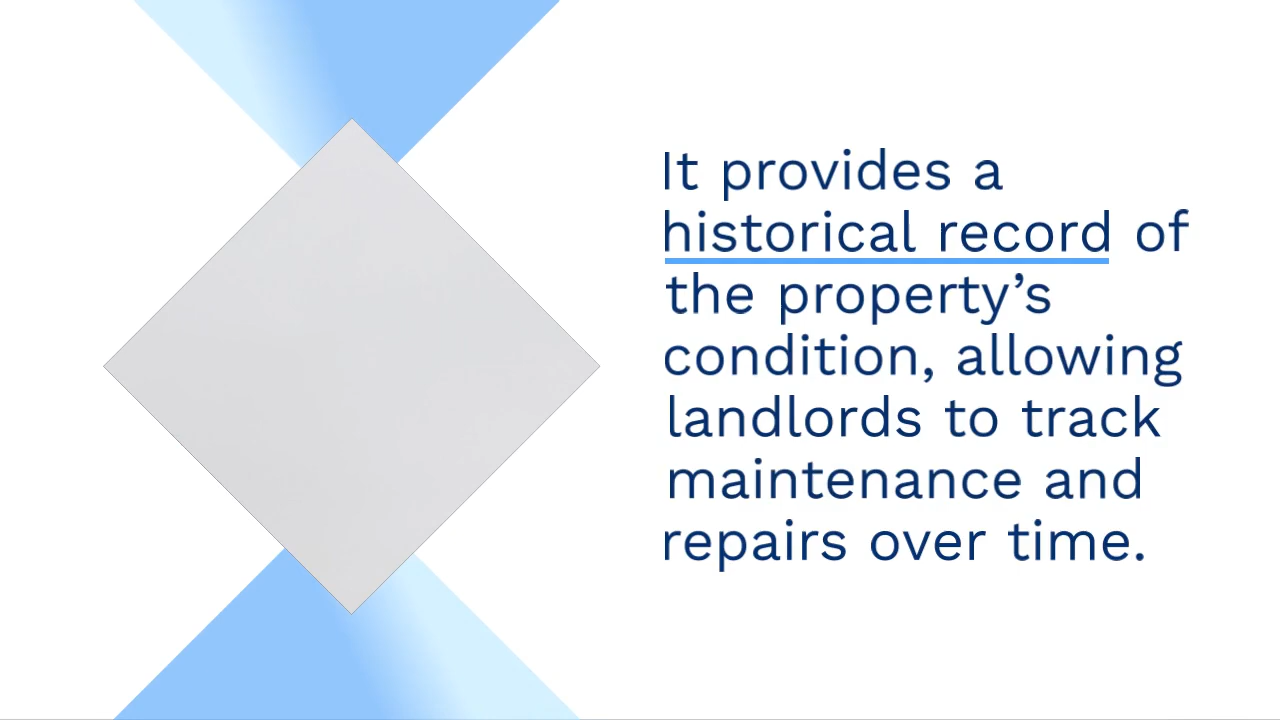 It provides a
historical record of
the property’s
condition, allowing
landlords to track
maintenance and
repairs over time.